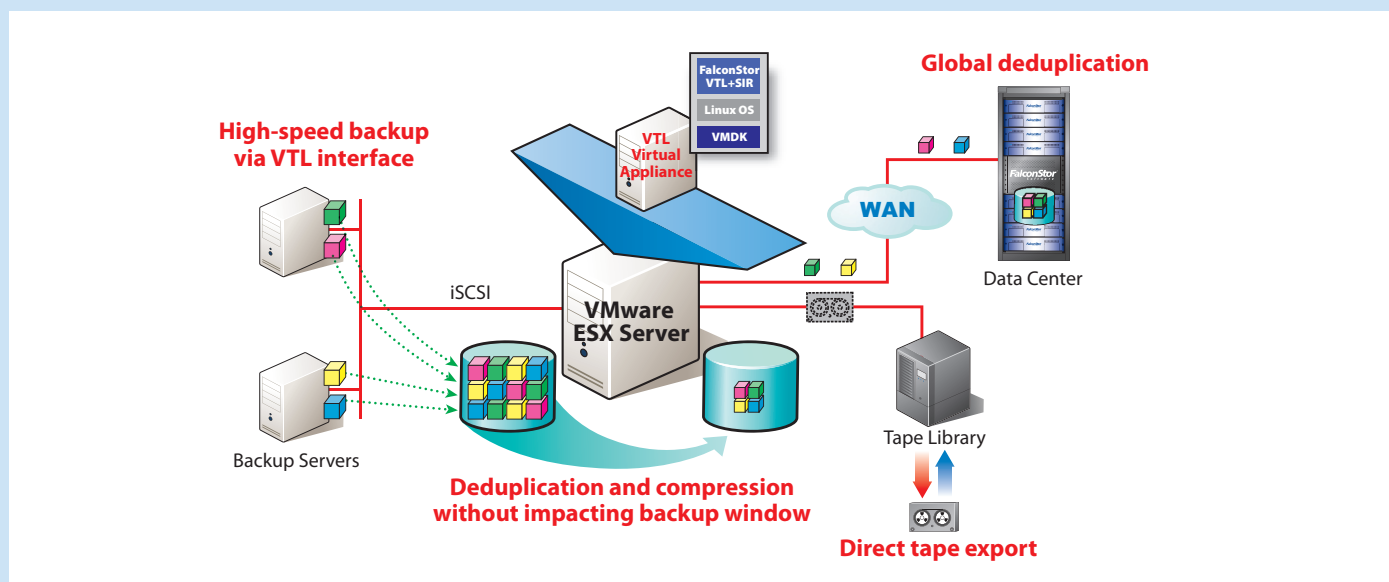 Global deduplication
FalconStor
VTL+SIR
Linux OS
VMDK
High-speed backup
via VTL interface
VTL
Virtual
Appliance
FalconStor
WAN
Data Center
iSCSI
VMware
ESX Server
Backup Servers
Tape Library
Deduplication and compression
without impacting backup window
Direct tape export